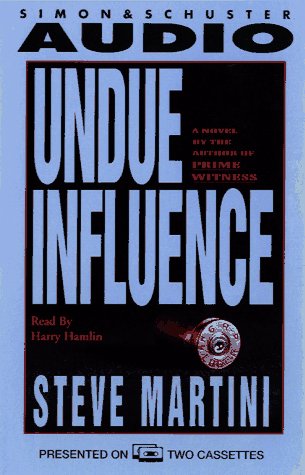 SIMON & SCHUSTER
AUDIO
UNDUE
INFLUENCE
A NOVEL
BY THE
AUTHOR OF
PRIME
WITNESS
Read By
Harry Hamlin
STEVE MARTINI
PRESENTED ON TWO CASSETTES